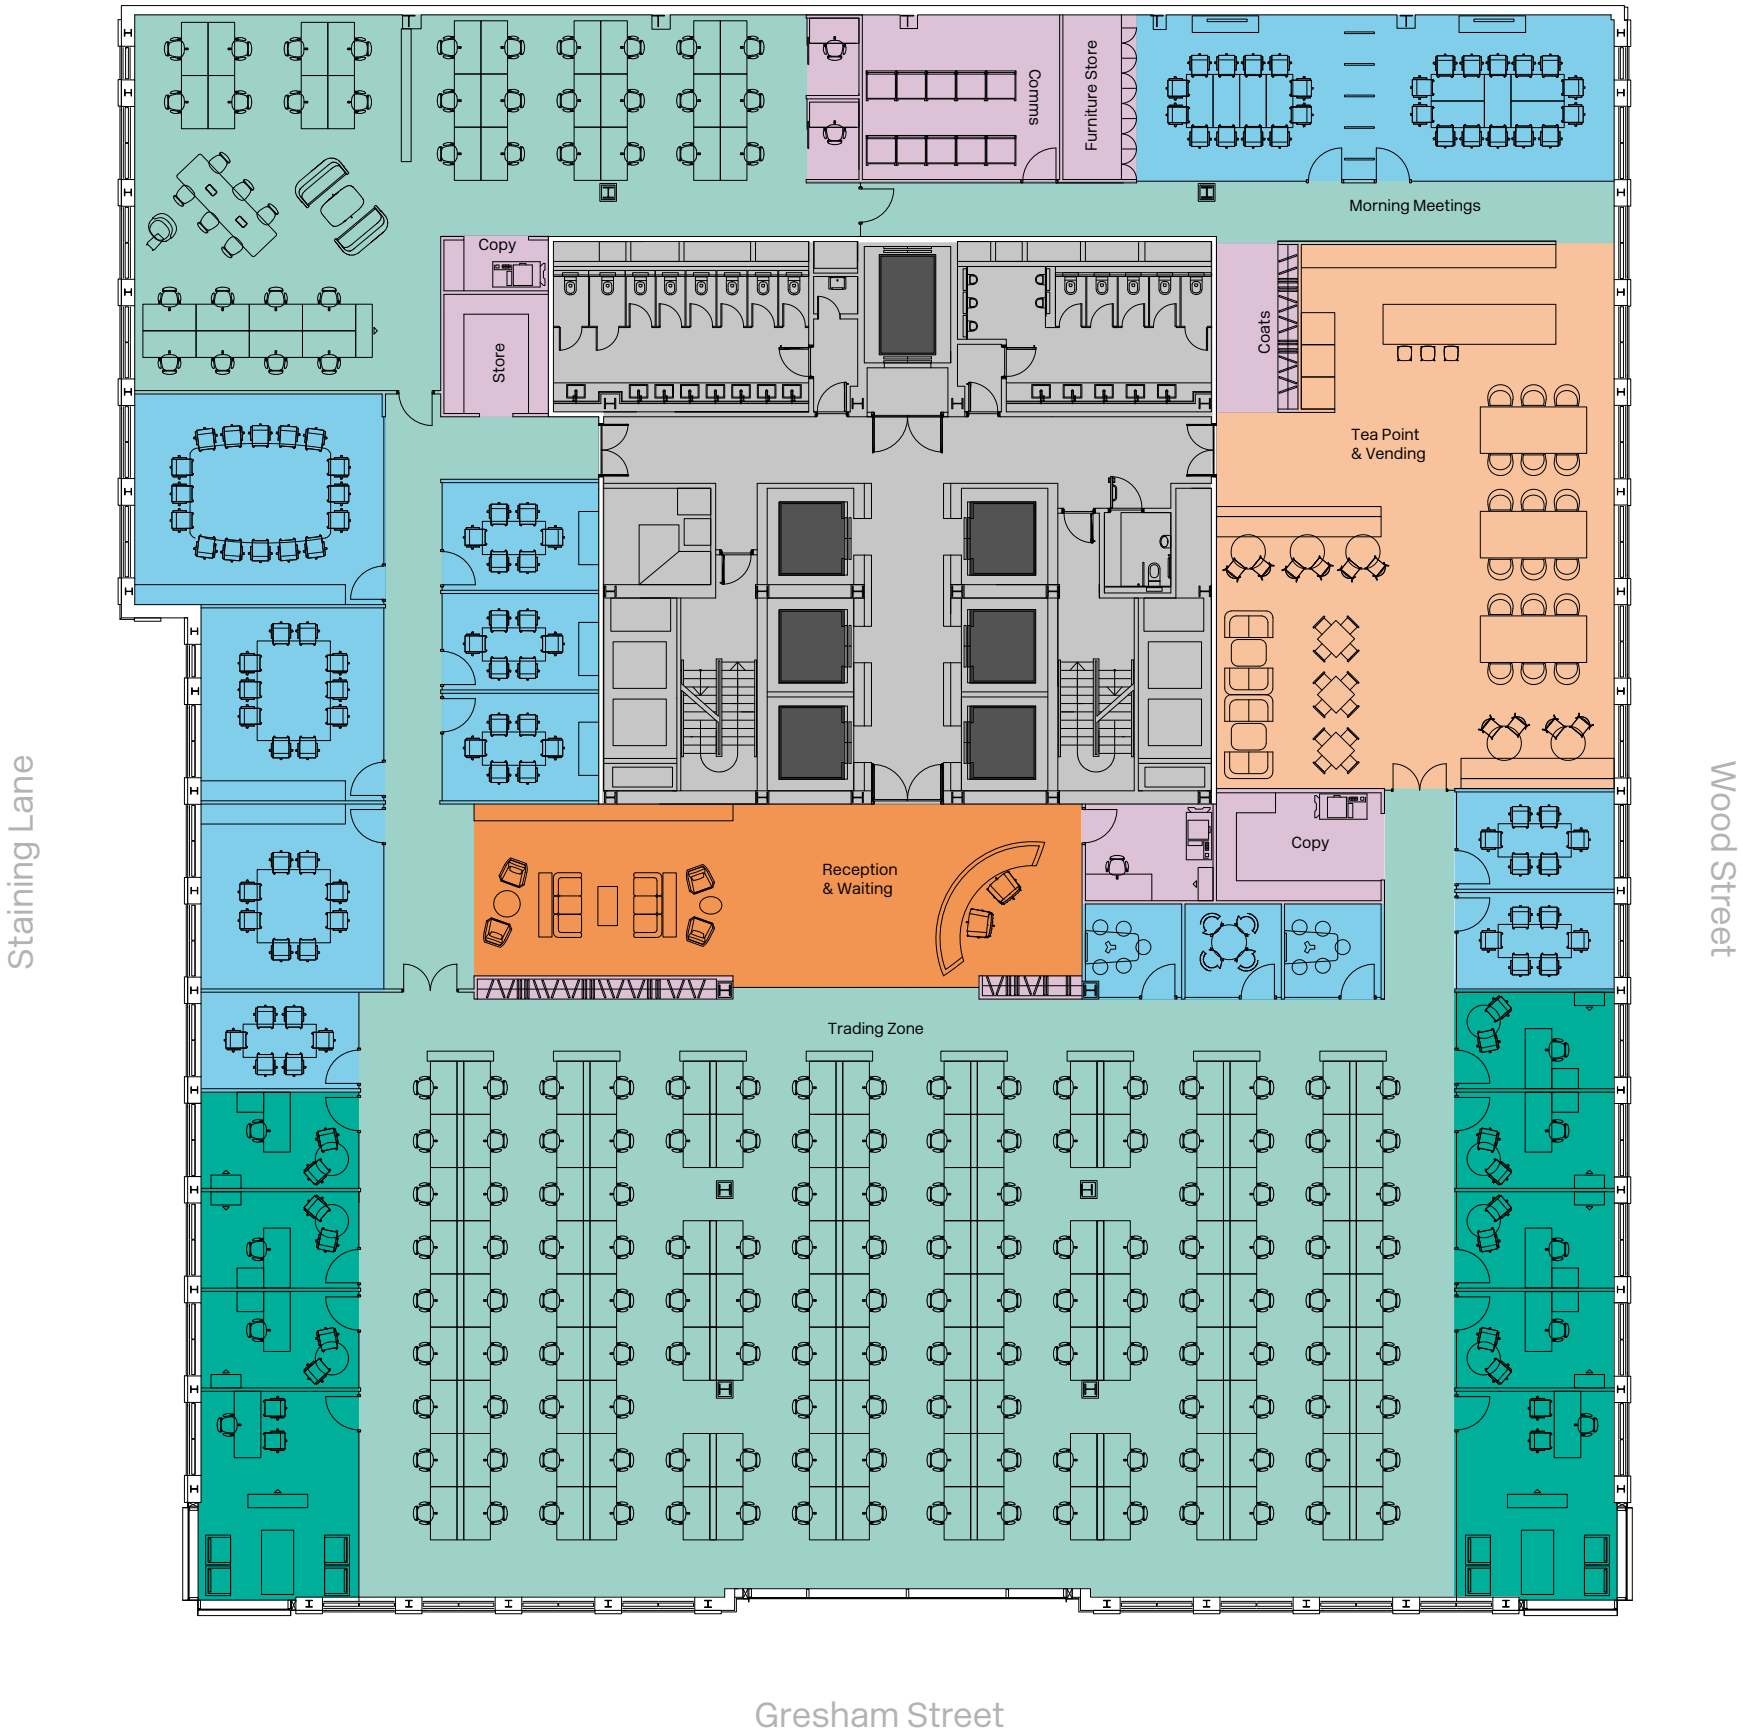 Comms
Furniture Store
Morning Meetings
Copy
Store
Coats
Tea Point
& Vending
Reception
& Waiting
Copy
Trading Zone
Staining Lane
Wood Street
Gresham Street